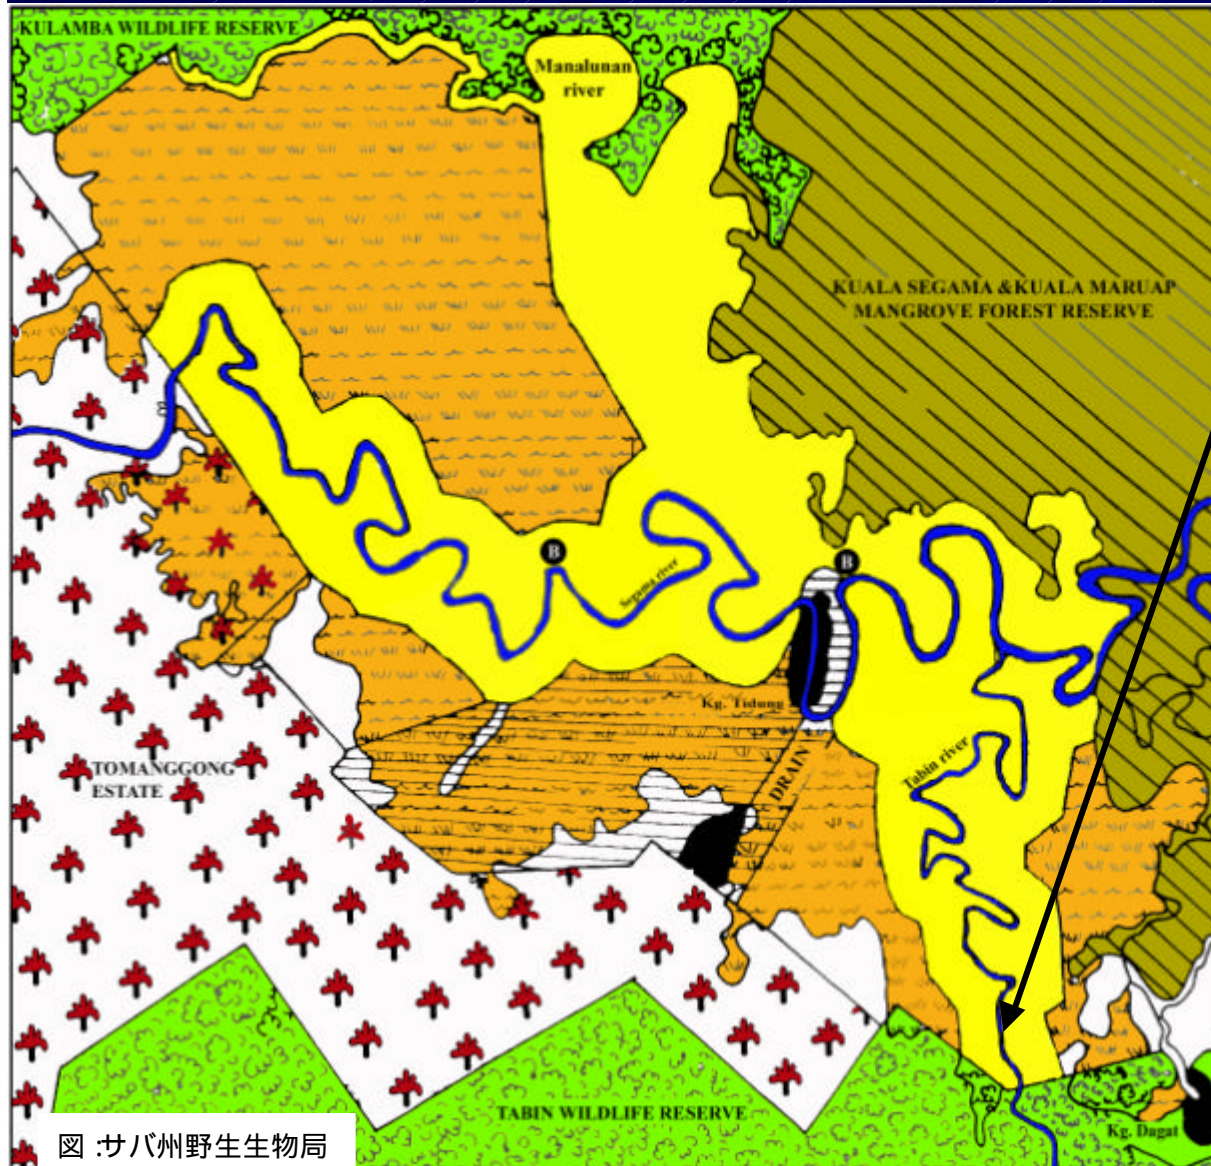 KULAMBA WILDLIFE RESERVE
Manalunan
river
KUALA SEGAMA &KUALA MARUAP
MANGROVE FOREST RESERVE
B
B
Segama river
Kg. Tidung
DRAIN
Tabin river
TOMANGGONG
ESTATE
TABIN WILDLIFE RESERVE
Kg. Dagat
図 :サバ州野生生物局